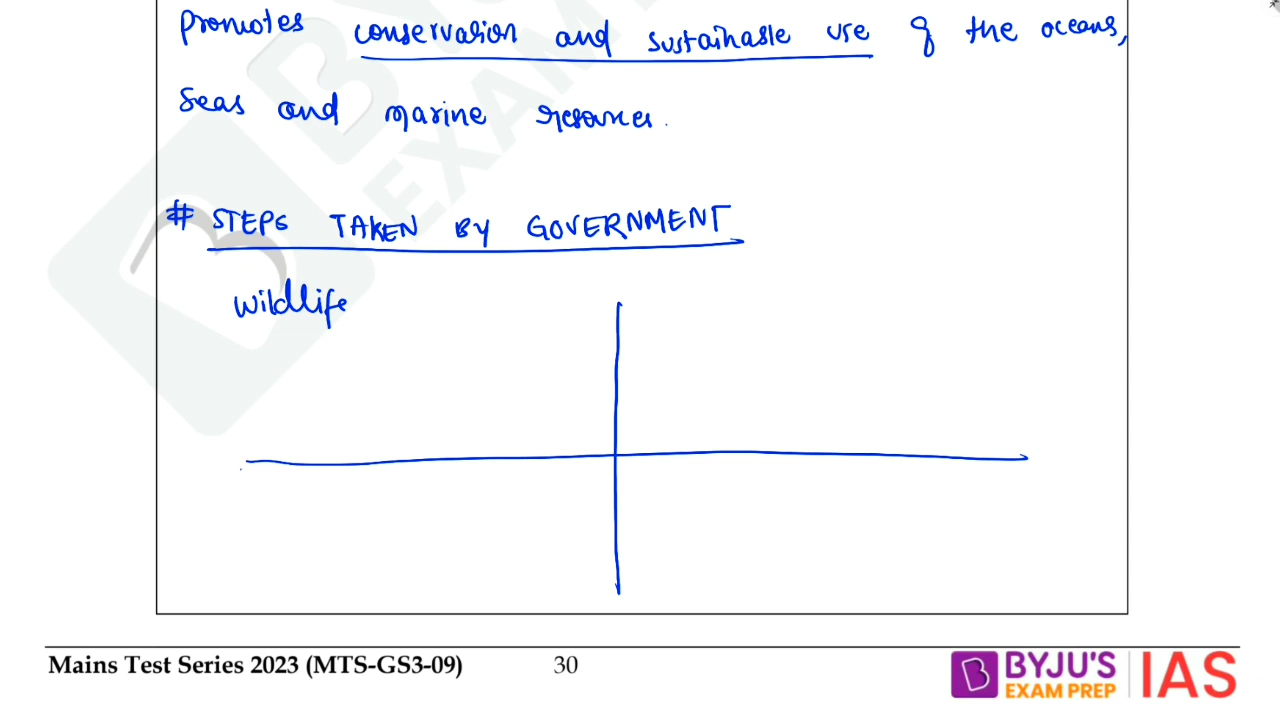 promotes conservation and sustainable use of the oceans,
seas and marine resources.
# STEPS TAKEN BY GOVERNMENT
Wildlife
Mains Test Series 2023 (MTS-GS3-09) 30
BYJU'S
EXAM PREP
IAS